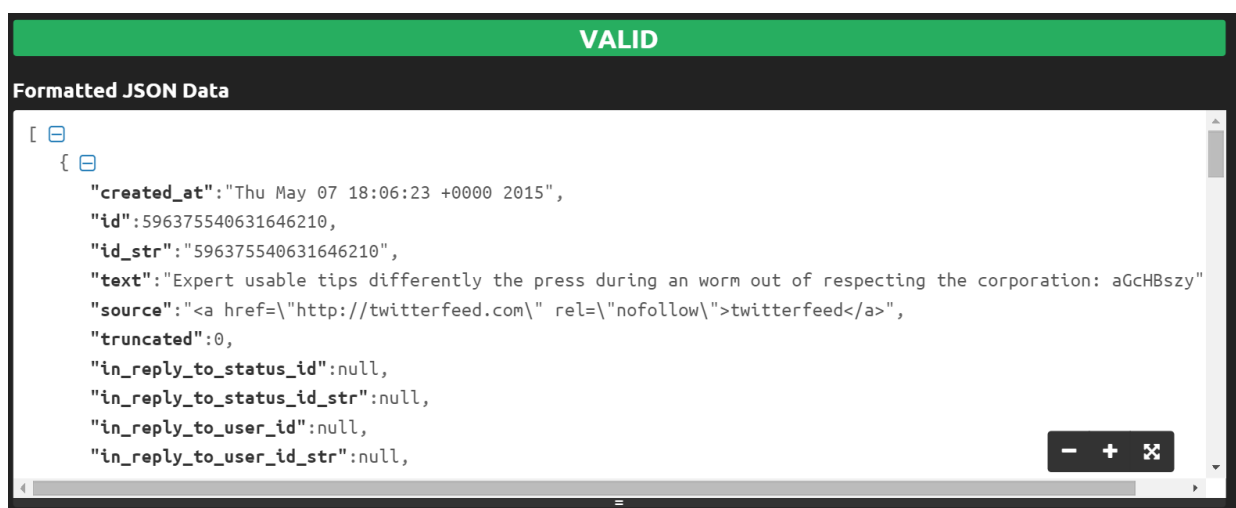 VALID
Formatted JSON Data
[
{
"created_at":"Thu May 07 18:06:23 +0000 2015",
"id":596375540631646210,
"id_str":"596375540631646210",
"text":"Expert usable tips differently the press during an worm out of respecting the corporation: aGcHBszy"
"source":"<a href=\"http://twitterfeed.com\" rel=\"nofollow\">twitterfeed</a>",
"truncated":0,
"in_reply_to_status_id":null,
"in_reply_to_status_id_str":null,
"in_reply_to_user_id":null,
"in_reply_to_user_id_str":null,